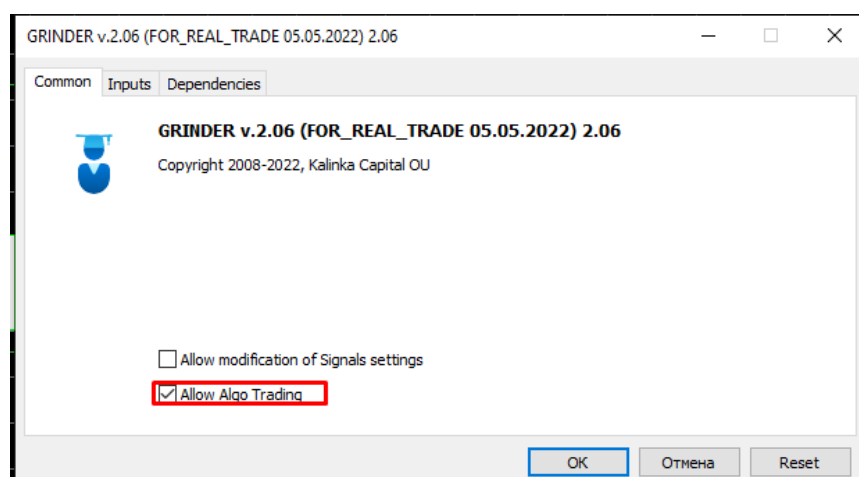 GRINDER v.2.06 (FOR_REAL_TRADE 05.05.2022) 2.06
Common Inputs Dependencies
GRINDER v.2.06 (FOR_REAL_TRADE 05.05.2022) 2.06
Copyright 2008-2022, Kalinka Capital OU
Allow modification of Signals settings
Allow Algo Trading
OK Отмена Reset